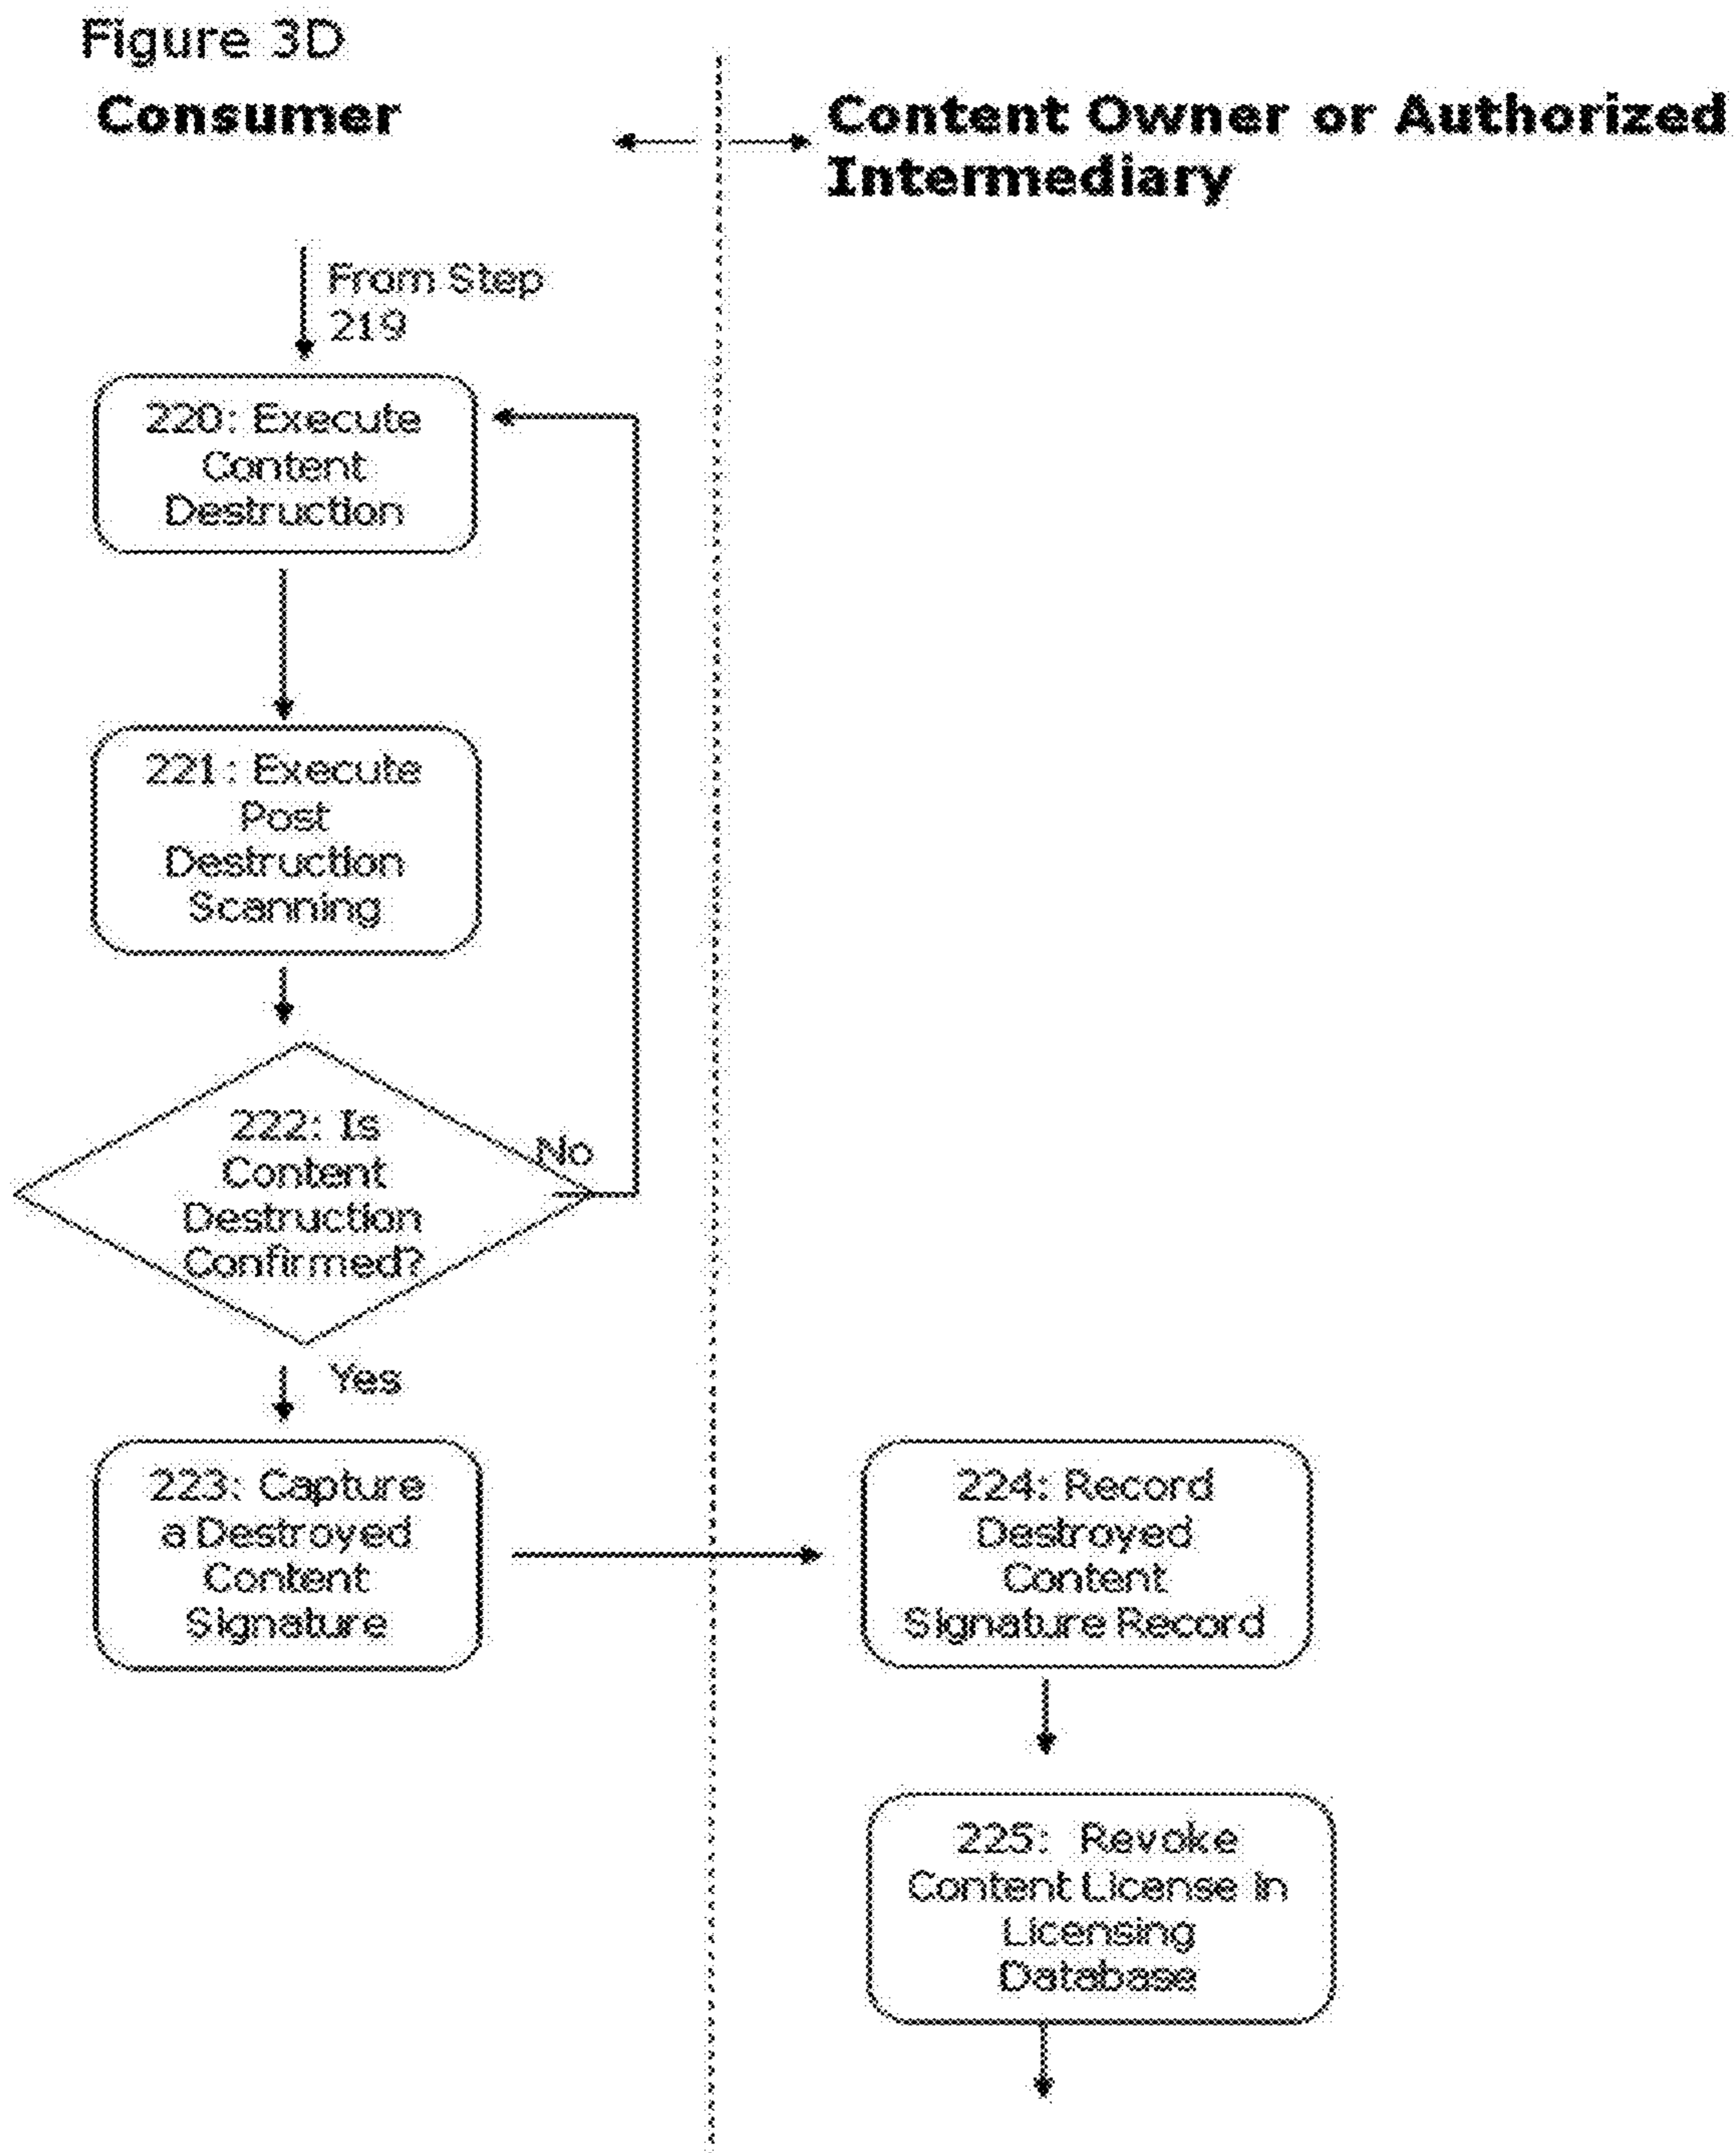 Figure 3D
Consumer
Content Owner or Authorized
Intermediary
From Step
219
220: Execute
Content
Destruction
221: Execute
Post
Destruction
Scanning
222: Is
Content
Destruction
Confirmed?
No
Yes
223: Capture
a Destroyed
Content
Signature
224: Record
Destroyed
Content
Signature Record
225: Revoke
Content License in
Licensing
Database